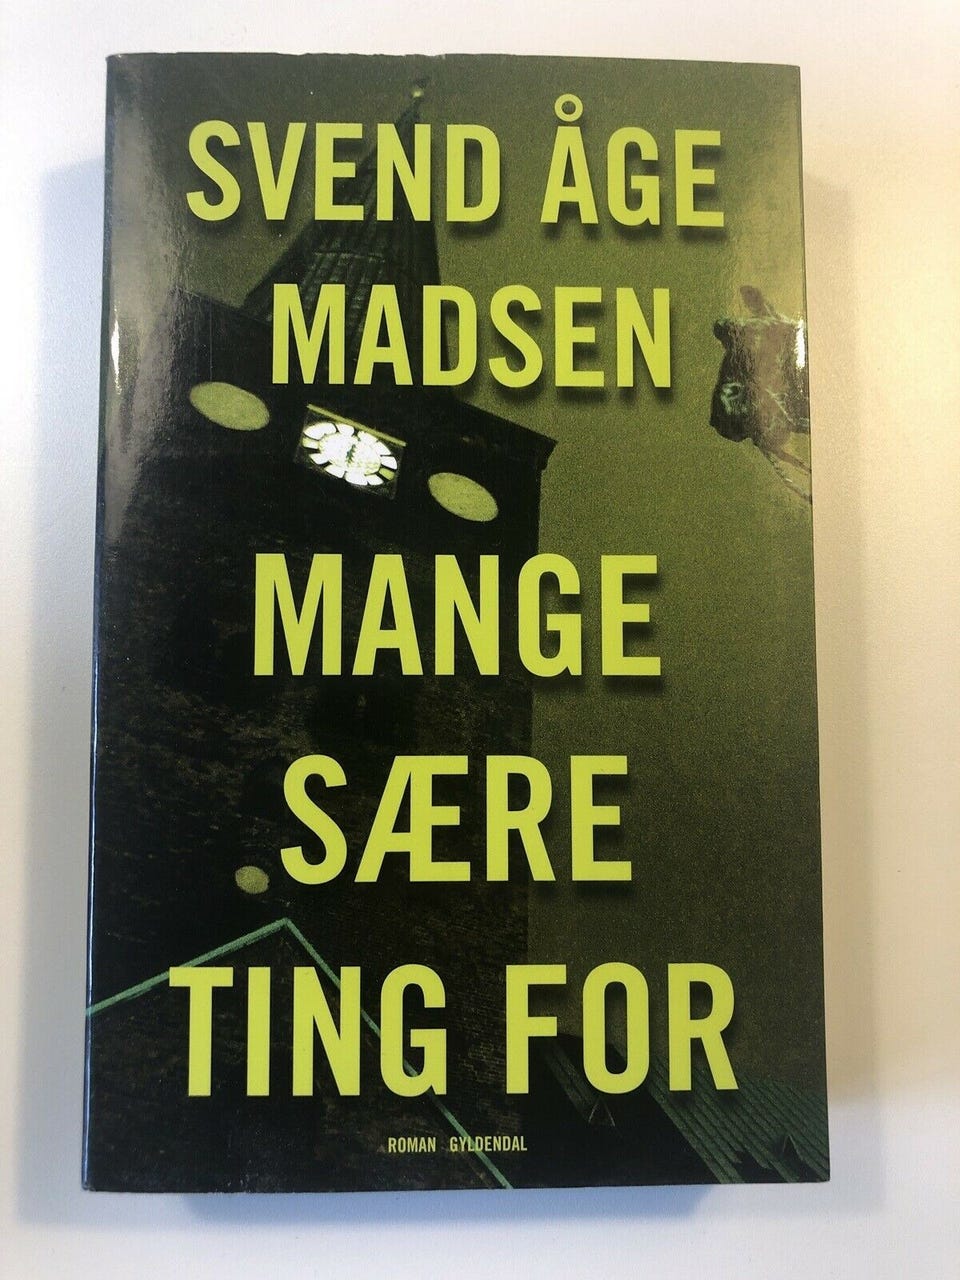 SVEND ÅGE
MADSEN
MANGE
SÆRE
TING FOR
ROMAN GYLDENDAL